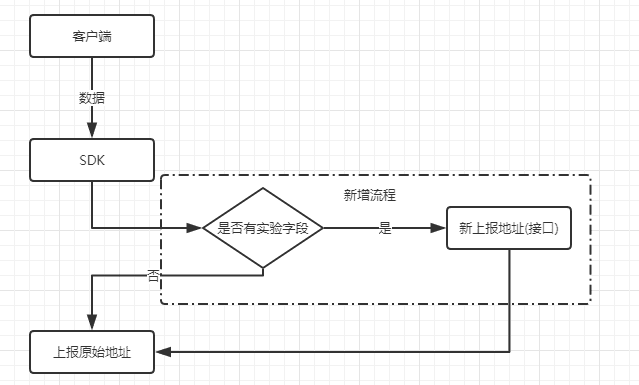 客户端
数据
SDK
新增流程
是否有实验字段
是
新上报地址(接口)
否
上报原始地址